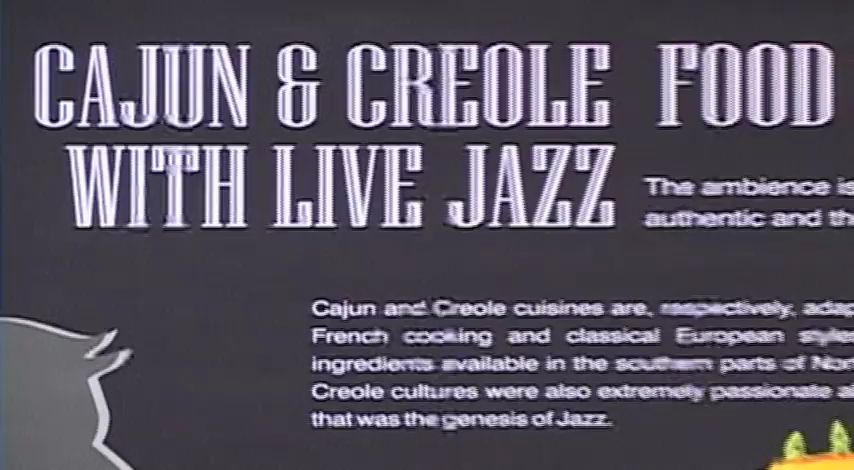 CAJUN & CREOLE FOOD
WITH LIVE JAZZ
The ambience is
authentic and th
Cajun and Creole cuisines are, respectively, adap
French cooking and classical European style
ingredients available in the southern parts of Nor
Creole cultures were also extremely passionate a
that was the genesis of Jazz.